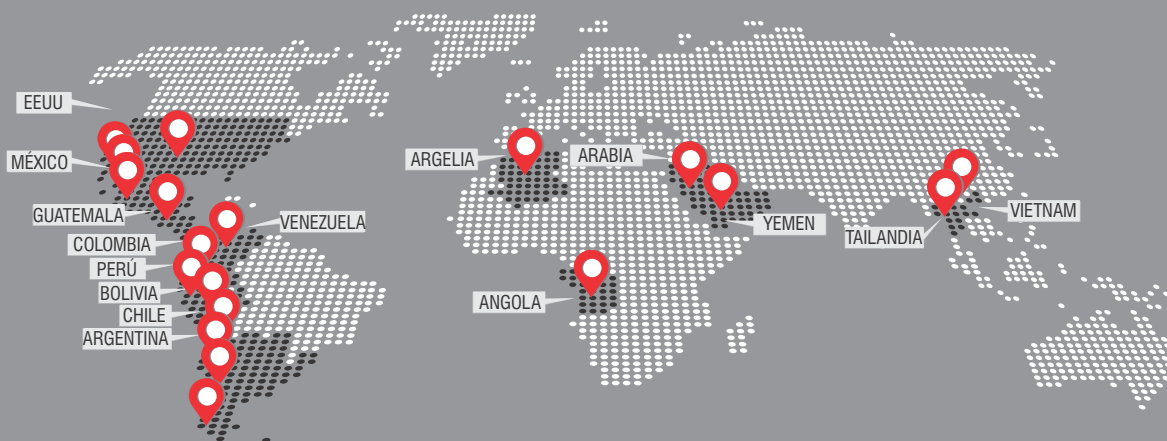 EEUU
MÉXICO
GUATEMALA
COLOMBIA
VENEZUELA
PERÚ
BOLIVIA
CHILE
ARGENTINA
ARGELIA
ARABIA
YEMEN
ANGOLA
TAILANDIA
VIETNAM